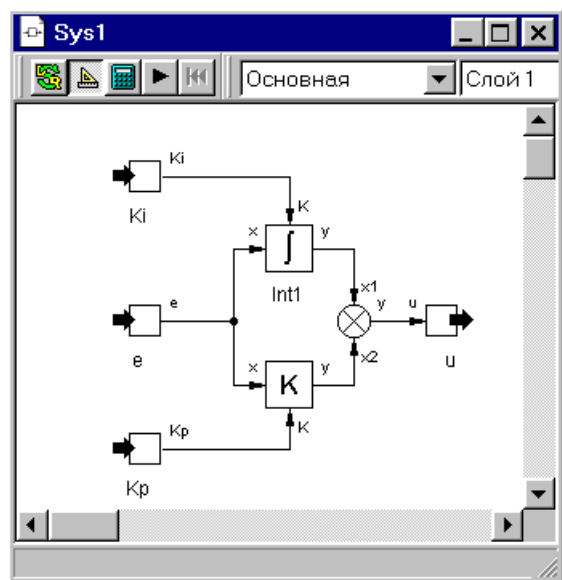 Sys1
Основная Слой 1
Ki
K
Ki
x y
Int1
x1
e y u
x2
e u
x y
K
Kp K
Kp